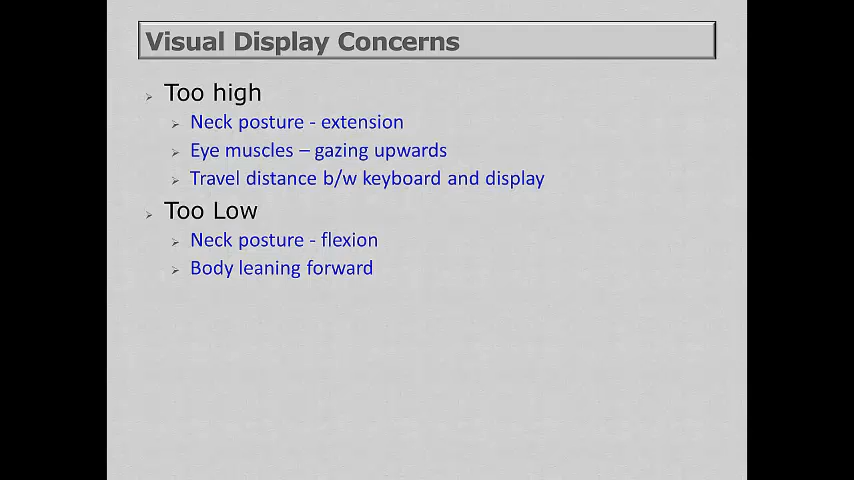 Visual Display Concerns
Too high
Neck posture - extension
Eye muscles – gazing upwards
Travel distance b/w keyboard and display
Too Low
Neck posture - flexion
Body leaning forward